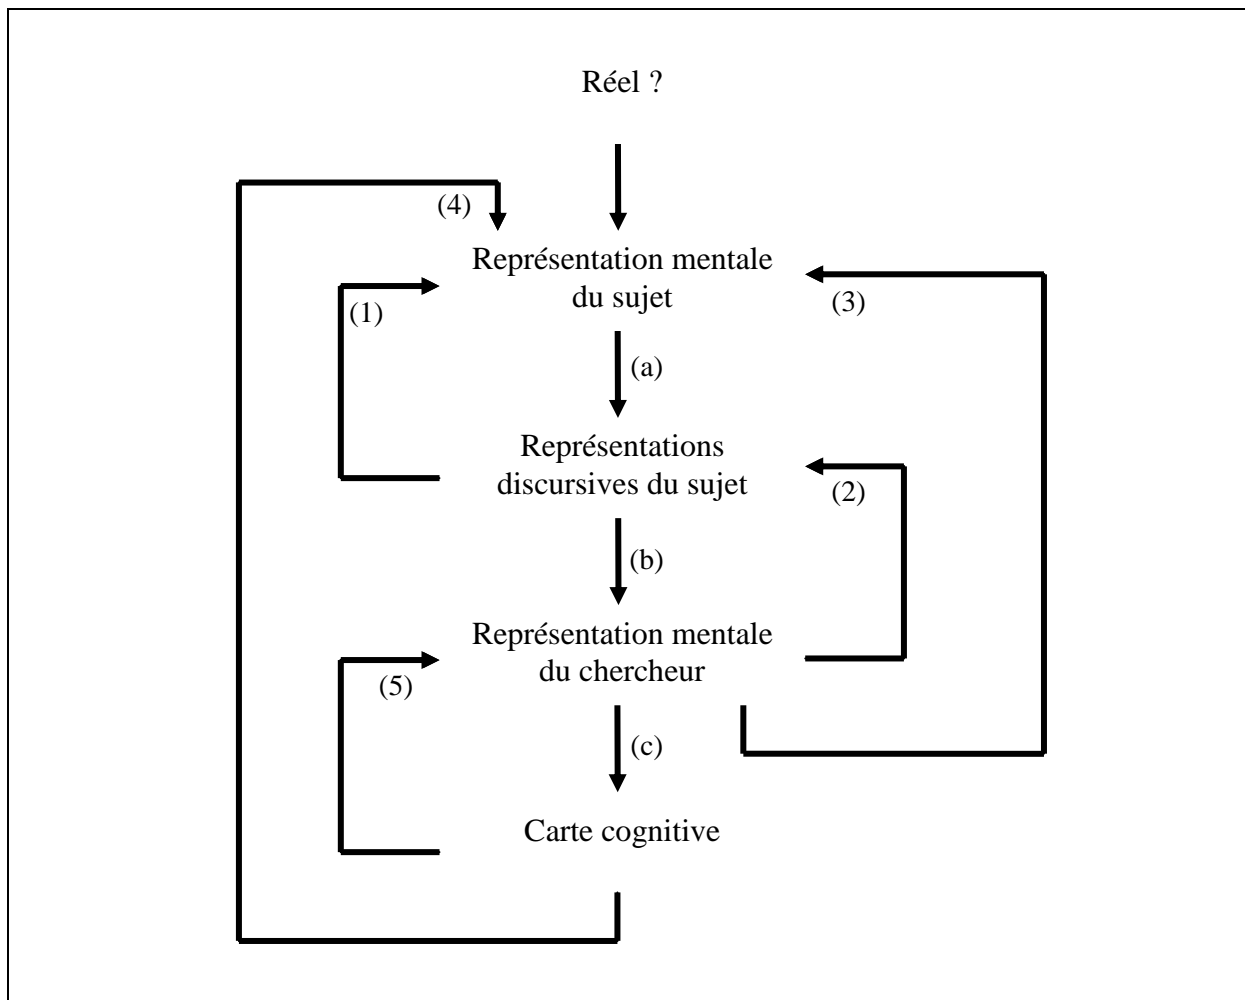 Réel ?
(4)
Représentation mentale
du sujet
(1)
(3)
(a)
Représentations
discursives du sujet
(2)
(b)
Représentation mentale
du chercheur
(5)
(c)
Carte cognitive